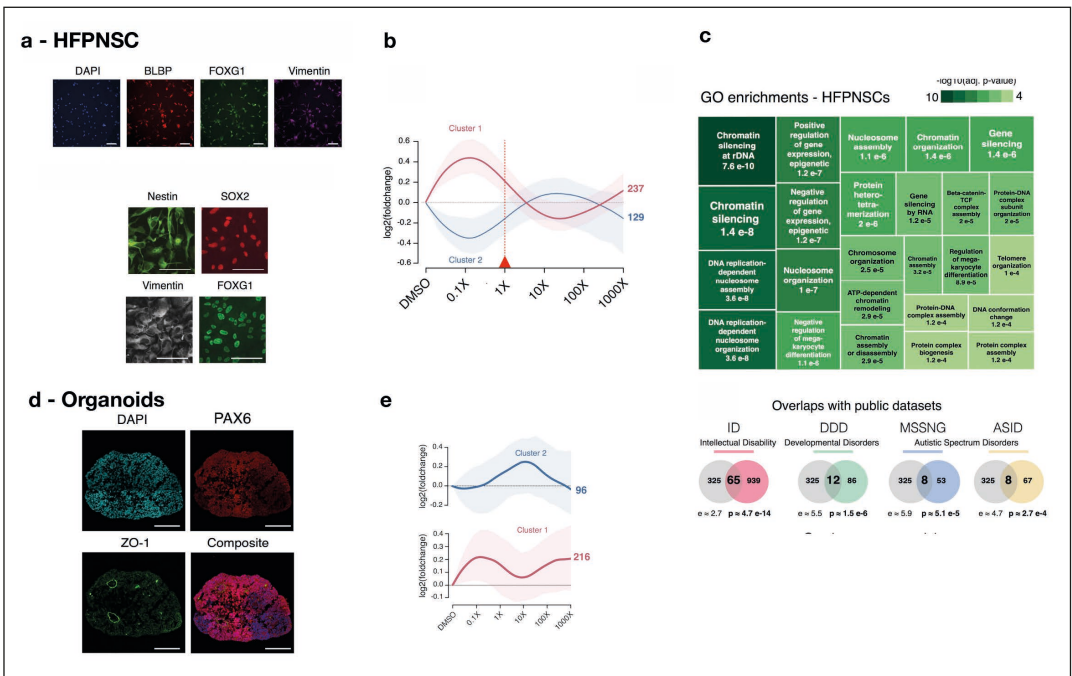 a - HFPNSC
DAPI
BLBP
FOXG1
Vimentin
Nestin
SOX2
Vimentin
FOXG1
b
log2(foldchange)
0.6
0.4
0.2
0.0
-0.2
-0.4
-0.6
Cluster 1
Cluster 2
237
129
DMSO
0.1X
1X
10X
100X
1000X
c
-log10(adj. p-value)
GO enrichments - HFPNSCs
10
4
Chromatin
silencing
at rDNA
7.6 e-10
Chromatin
silencing
1.4 e-8
DNA replication-
dependent
nucleosome
assembly
3.6 e-8
DNA replication-
dependent
nucleosome
organization
3.6 e-8
Positive
regulation
of gene
expression,
epigenetic
1.2 e-7
Negative
regulation
of gene
expression,
epigenetic
1.2 e-7
Nucleosome
organization
1 e-7
Negative
regulation
of mega-
karyocyte
differentiation
1.1 e-6
Nucleosome
assembly
1.1 e-6
Chromatin
organization
1.4 e-6
Gene
silencing
1.4 e-6
Protein
hetero-
tetra-
merization
2 e-6
Gene
silencing
by RNA
1.2 e-5
Beta-catenin-
TCF
complex
assembly
2 e-5
Protein-DNA
complex
subunit
organization
2 e-5
Chromosome
organization
2.5 e-5
ATP-dependent
chromatin
remodeling
2.9 e-5
Chromatin
assembly
or disassembly
2.9 e-5
Chromatin
assembly
3.2 e-5
Regulation
of mega-
karyocyte
differentiation
8.9 e-5
Telomere
organization
1 e-4
Protein-DNA
complex assembly
1.2 e-4
DNA conformation
change
1.2 e-4
Protein complex
biogenesis
1.2 e-4
Protein complex
assembly
1.2 e-4
Overlaps with public datasets
ID
Intellectual Disability
325 65 939
e ≈ 2.7 p ≈ 4.7 e-14
DDD
Developmental Disorders
325 12 86
e ≈ 5.5 p ≈ 1.5 e-6
MSSNG
ASID
Autistic Spectrum Disorders
325 8 53
e ≈ 5.9 p ≈ 5.1 e-5
325 8 67
e ≈ 4.7 p ≈ 2.7 e-4
d - Organoids
DAPI
PAX6
ZO-1
Composite
e
log2(foldchange)
0.4
0.2
0.0
-0.2
Cluster 2
96
log2(foldchange)
0.4
0.3
0.2
0.1
0.0
-0.1
Cluster 1
216
DMSO
0.1X
1X
10X
100X
1000X